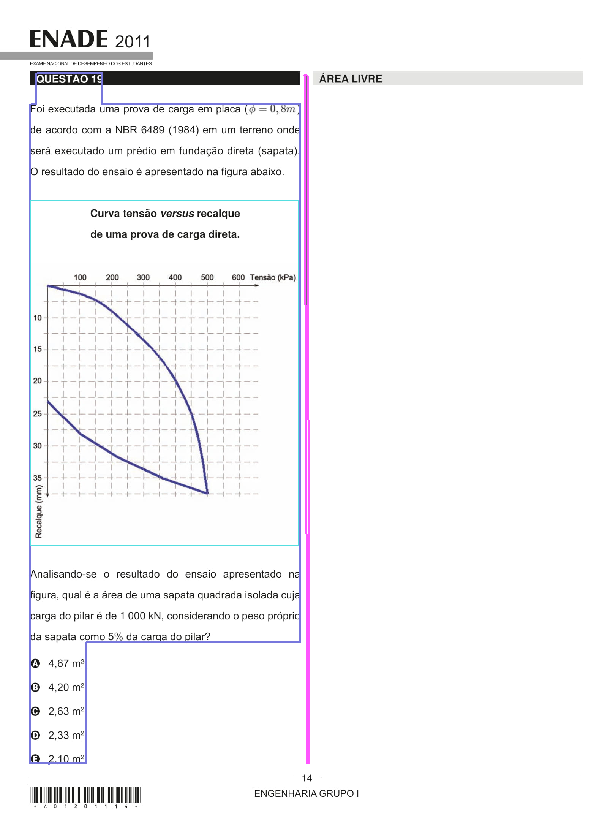 ENADE 2011
EXAME NACIONAL DE DESEMPENHO DOS ESTUDANTES
QUESTÃO 19
Foi executada uma prova de carga em placa (ϕ = 0,8m)
de acordo com a NBR 6489 (1984) em um terreno onde
será executado um prédio em fundação direta (sapata).
O resultado do ensaio é apresentado na figura abaixo.
Curva tensão versus recalque
de uma prova de carga direta.
100 200 300 400 500 600 Tensão (kPa)
10
15
20
25
30
35
Recalque (mm)
Analisando-se o resultado do ensaio apresentado na
figura, qual é a área de uma sapata quadrada isolada cuja
carga do pilar é de 1 000 kN, considerando o peso próprio
da sapata como 5% da carga do pilar?
A 4,67 m²
B 4,20 m²
C 2,63 m²
D 2,33 m²
E 2,10 m²
ÁREA LIVRE
14
ENGENHARIA GRUPO I